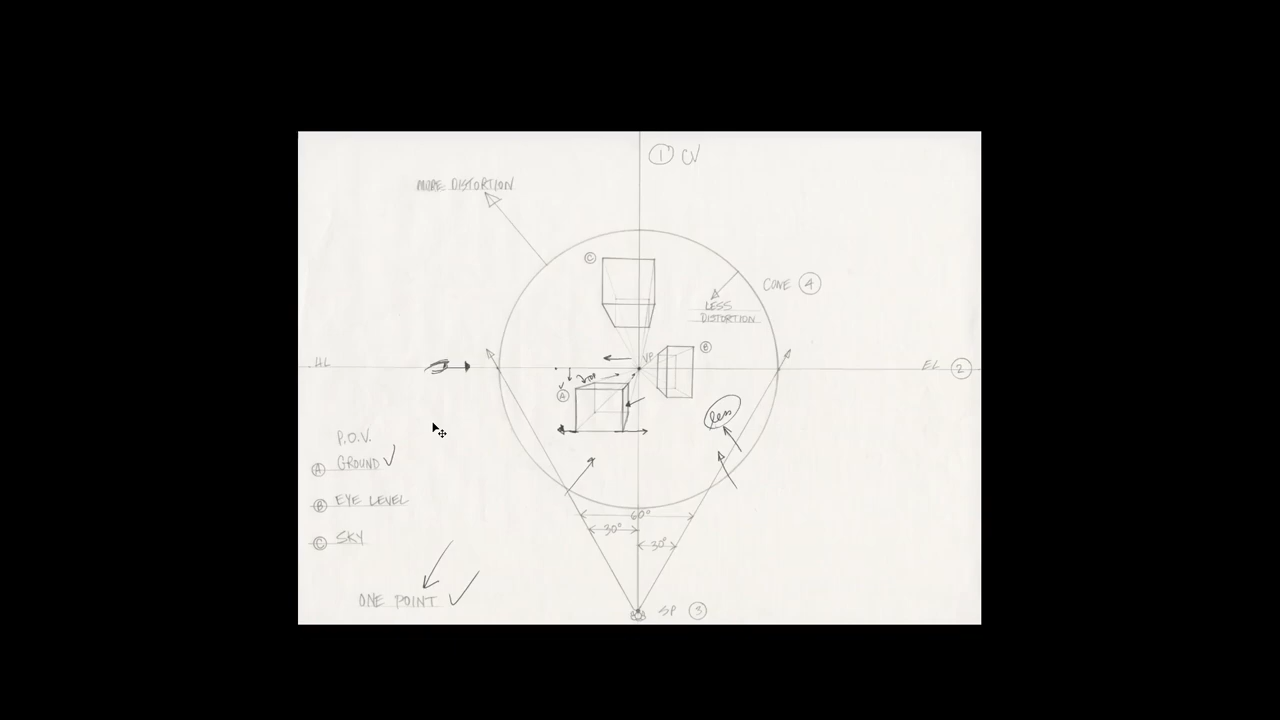 1 CV
MORE DISTORTION
C
CONE 4
LESS
DISTORTION
HL
VP
B
EL 2
TOP
A
less
P.O.V.
A GROUND
B EYE LEVEL
C SKY
60°
30°
30°
ONE POINT
SP 3